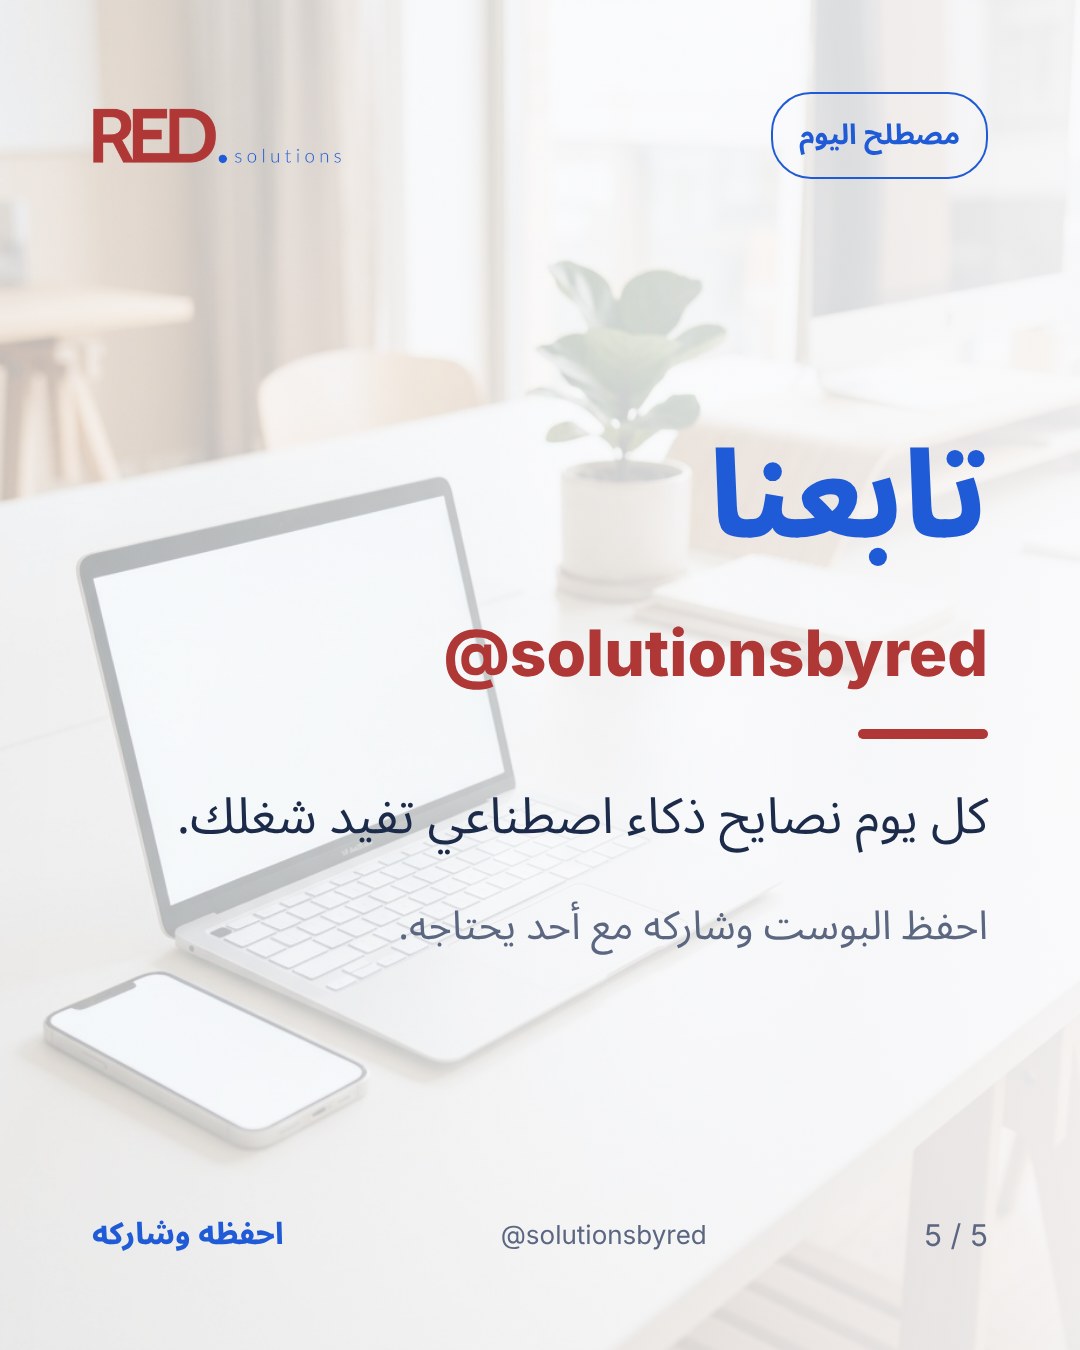 RED.solutions
مصطلح اليوم
تابعنا
@solutionsbyred
كل يوم نصايح ذكاء اصطناعي تفيد شغلك.
احفظ البوست وشاركه مع أحد يحتاجه.
احفظه وشاركه
@solutionsbyred
5 / 5